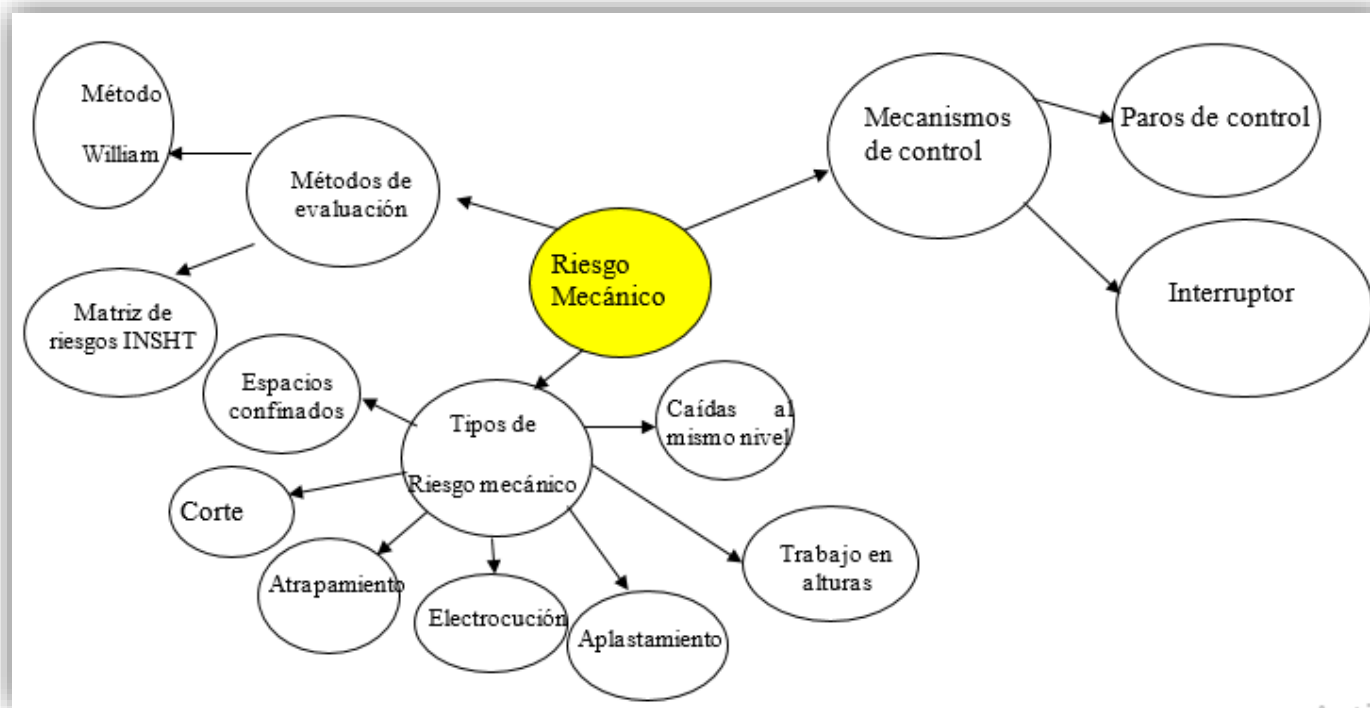 Método
William
Métodos de
evaluación
Matriz de
riesgos INSHT
Riesgo
Mecánico
Mecanismos
de control
Paros de control
Interruptor
Tipos de
Riesgo mecánico
Espacios
confinados
Corte
Atrapamiento
Electrocución
Aplastamiento
Trabajo en
alturas
Caídas al
mismo nivel